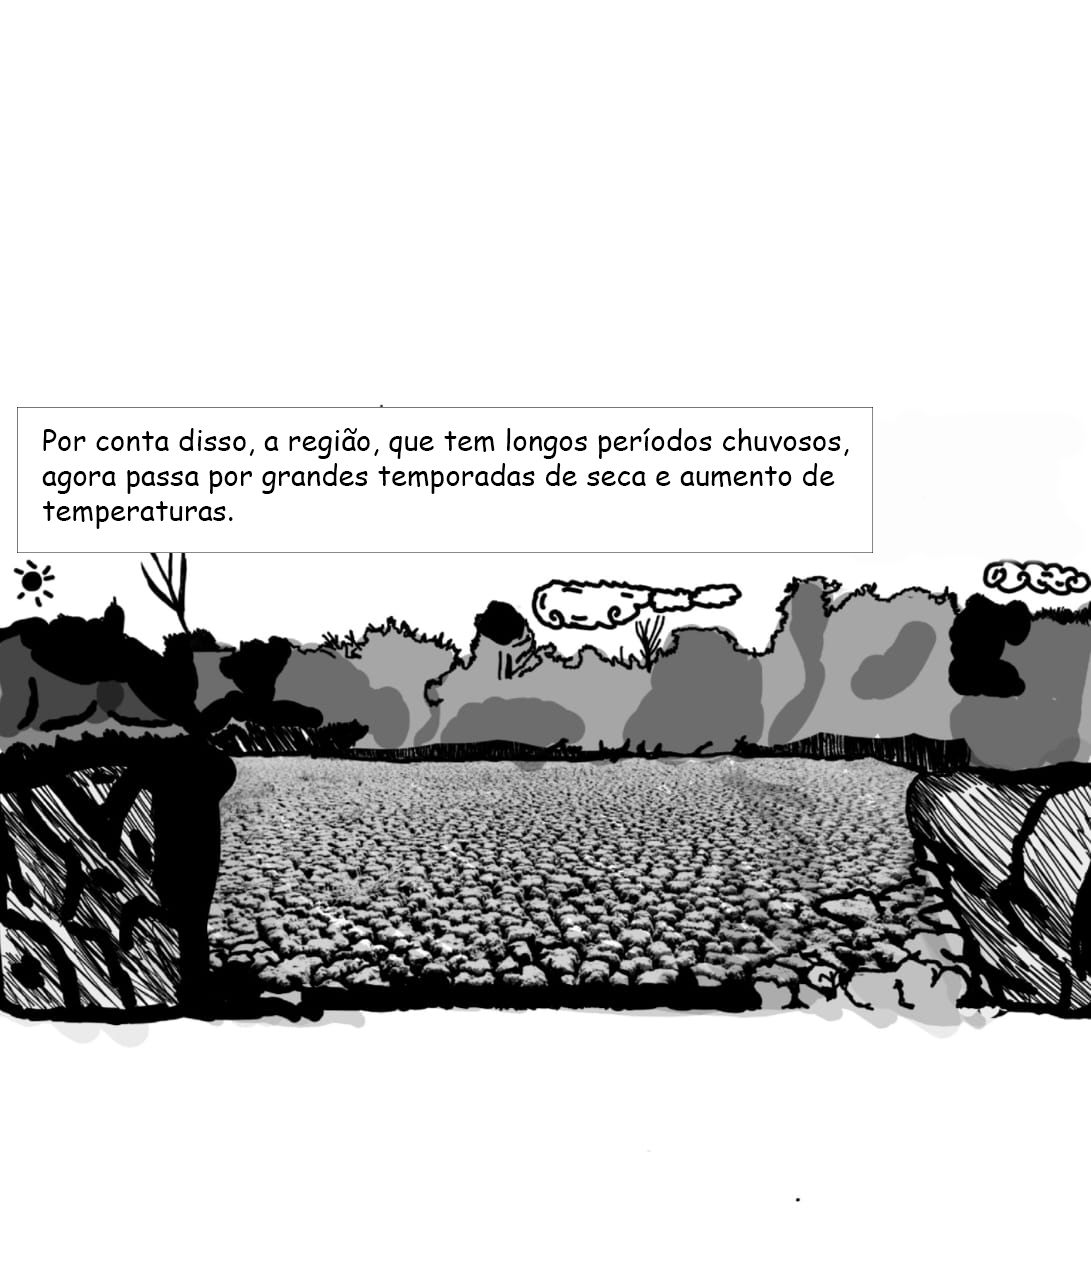 Por conta disso, a região, que tem longos períodos chuvosos,
agora passa por grandes temporadas de seca e aumento de
temperaturas.